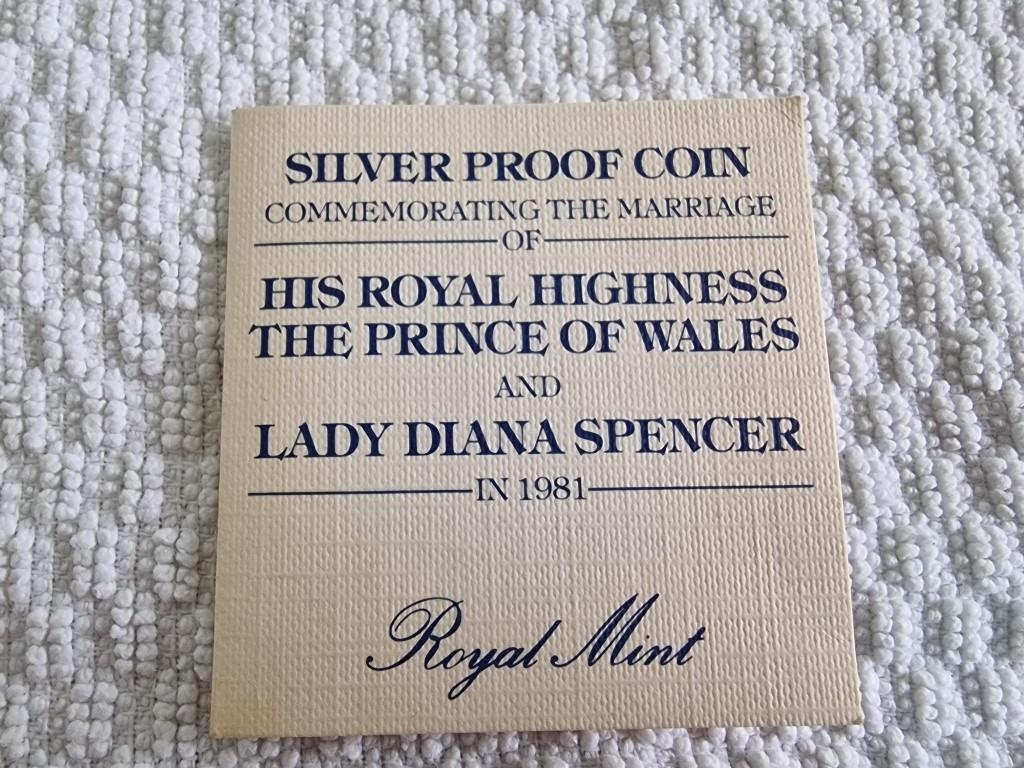 SILVER PROOF COIN
COMMEMORATING THE MARRIAGE
OF
HIS ROYAL HIGHNESS
THE PRINCE OF WALES
AND
LADY DIANA SPENCER
IN 1981
Royal Mint